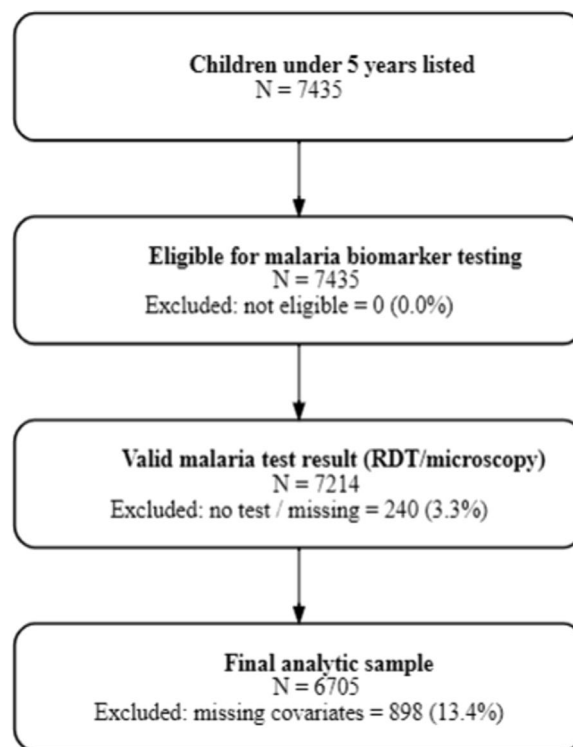 Children under 5 years listed
N = 7435
Eligible for malaria biomarker testing
N = 7435
Excluded: not eligible = 0 (0.0%)
Valid malaria test result (RDT/microscopy)
N = 7214
Excluded: no test / missing = 240 (3.3%)
Final analytic sample
N = 6705
Excluded: missing covariates = 898 (13.4%)